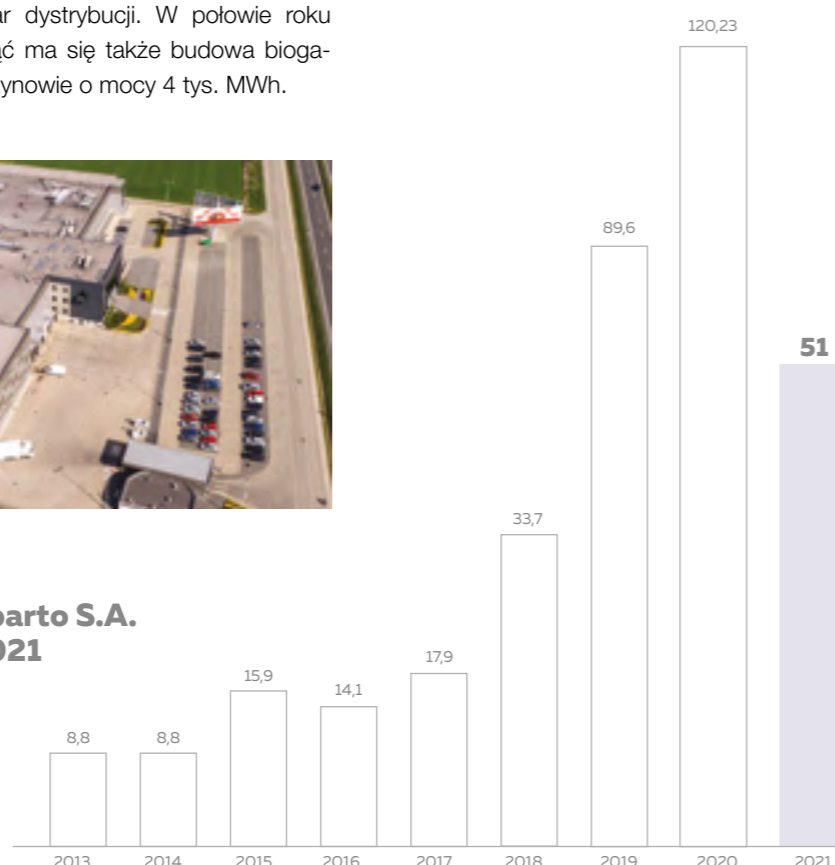 ar dystrybucji. W połowie roku
ąć ma się także budowa bioga-
ynowie o mocy 4 tys. MWh.
parto S.A.
021
120,23
89,6
51
33,7
17,9
15,9
14,1
8,8
8,8
2013 2014 2015 2016 2017 2018 2019 2020 2021